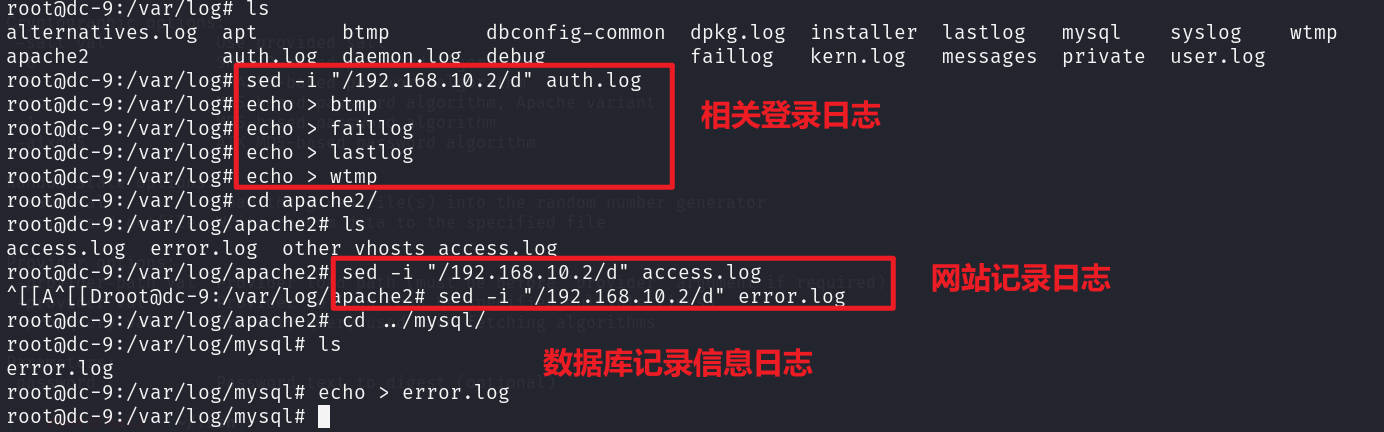 root@dc-9:/var/log# ls
alternatives.log apt btmp dbconfig-common dpkg.log installer lastlog mysql syslog wtmp
apache2 auth.log daemon.log debug faillog kern.log messages private user.log
root@dc-9:/var/log# sed -i "/192.168.10.2/d" auth.log
root@dc-9:/var/log# echo > btmp
相关登录日志
root@dc-9:/var/log# echo > faillog
root@dc-9:/var/log# echo > lastlog
root@dc-9:/var/log# echo > wtmp
root@dc-9:/var/log# cd apache2/
root@dc-9:/var/log/apache2# ls
access.log error.log other_vhosts_access.log
root@dc-9:/var/log/apache2# sed -i "/192.168.10.2/d" access.log
网站记录日志
^[[A^[[Droot@dc-9:/var/log/apache2# sed -i "/192.168.10.2/d" error.log
root@dc-9:/var/log/apache2# cd ../mysql/
root@dc-9:/var/log/mysql# ls
数据库记录信息日志
error.log
root@dc-9:/var/log/mysql# echo > error.log
root@dc-9:/var/log/mysql#